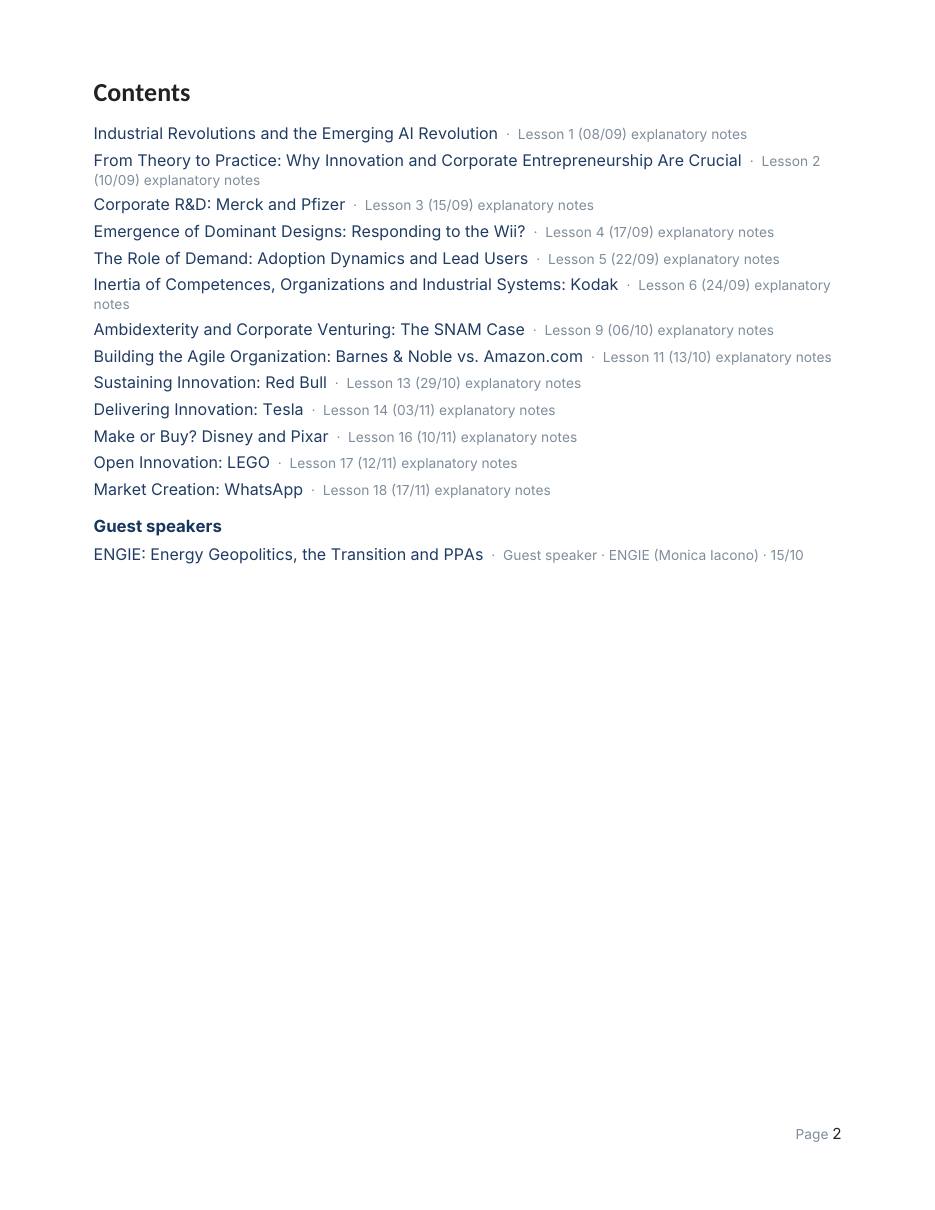 Contents
Industrial Revolutions and the Emerging AI Revolution · Lesson 1 (08/09) explanatory notes
From Theory to Practice: Why Innovation and Corporate Entrepreneurship Are Crucial · Lesson 2
(10/09) explanatory notes
Corporate R&D: Merck and Pfizer · Lesson 3 (15/09) explanatory notes
Emergence of Dominant Designs: Responding to the Wii? · Lesson 4 (17/09) explanatory notes
The Role of Demand: Adoption Dynamics and Lead Users · Lesson 5 (22/09) explanatory notes
Inertia of Competences, Organizations and Industrial Systems: Kodak · Lesson 6 (24/09) explanatory
notes
Ambidexterity and Corporate Venturing: The SNAM Case · Lesson 9 (06/10) explanatory notes
Building the Agile Organization: Barnes & Noble vs. Amazon.com · Lesson 11 (13/10) explanatory notes
Sustaining Innovation: Red Bull · Lesson 13 (29/10) explanatory notes
Delivering Innovation: Tesla · Lesson 14 (03/11) explanatory notes
Make or Buy? Disney and Pixar · Lesson 16 (10/11) explanatory notes
Open Innovation: LEGO · Lesson 17 (12/11) explanatory notes
Market Creation: WhatsApp · Lesson 18 (17/11) explanatory notes
Guest speakers
ENGIE: Energy Geopolitics, the Transition and PPAs · Guest speaker · ENGIE (Monica Iacono) · 15/10
Page 2